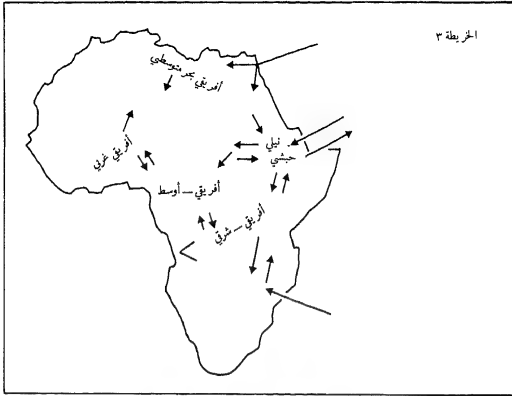 الخريطة ٣
أفريقي بحر متوسطي
نيلي
حبشي
أفريقي غربي
أفريقي – أوسط
أفريقي – شرقي